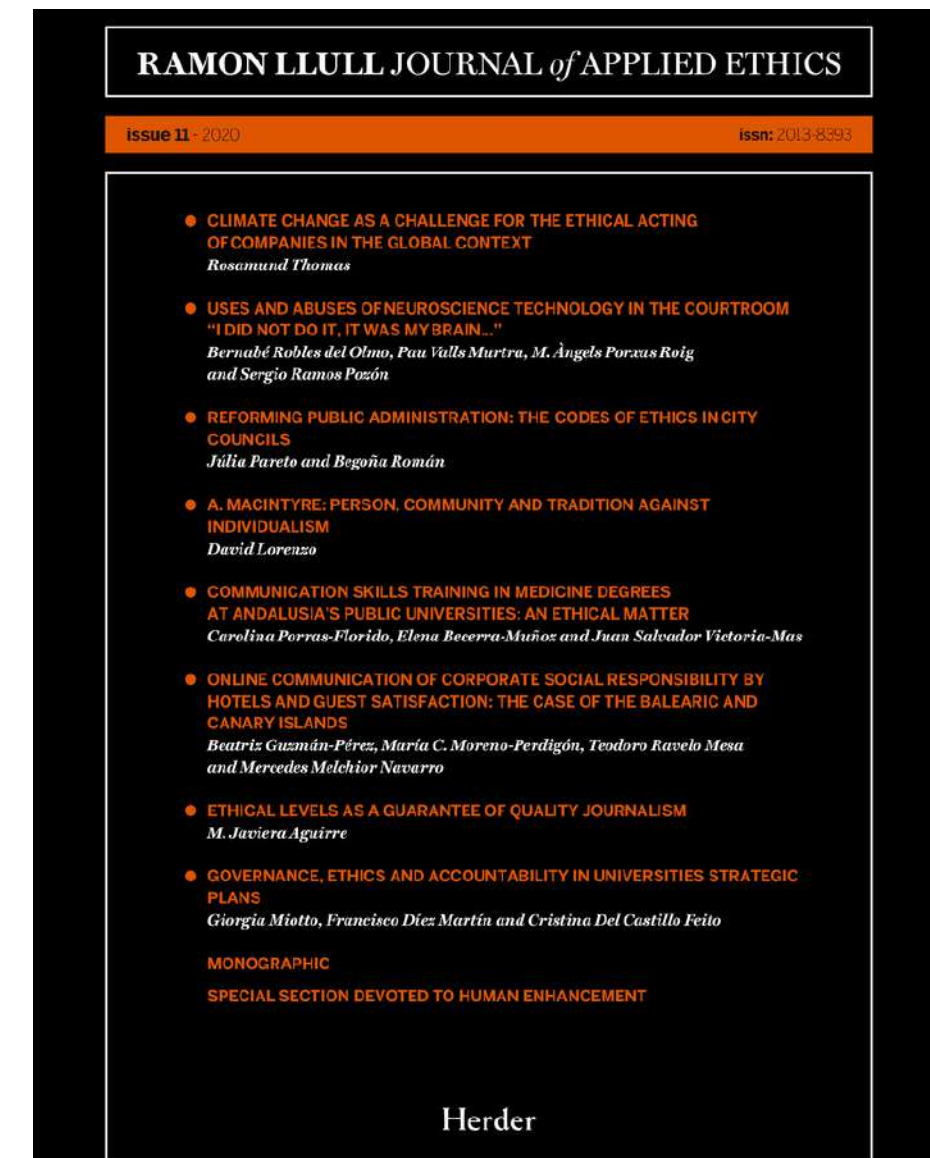 RAMON LLULL JOURNAL of APPLIED ETHICS
issue 11 - 2020
issn: 2013-8393
● CLIMATE CHANGE AS A CHALLENGE FOR THE ETHICAL ACTING
OF COMPANIES IN THE GLOBAL CONTEXT
Rosamund Thomas
● USES AND ABUSES OF NEUROSCIENCE TECHNOLOGY IN THE COURTROOM
“I DID NOT DO IT, IT WAS MY BRAIN...”
Bernabé Robles del Olmo, Pau Valls Murtra, M. Àngels Porxas Roig
and Sergio Ramos Pozón
● REFORMING PUBLIC ADMINISTRATION: THE CODES OF ETHICS IN CITY
COUNCILS
Júlia Pareto and Begoña Román
● A. MACINTYRE: PERSON, COMMUNITY AND TRADITION AGAINST
INDIVIDUALISM
David Lorenzo
● COMMUNICATION SKILLS TRAINING IN MEDICINE DEGREES
AT ANDALUSIA’S PUBLIC UNIVERSITIES: AN ETHICAL MATTER
Carolina Porras-Florido, Elena Becerra-Muñoz and Juan Salvador Victoria-Mas
● ONLINE COMMUNICATION OF CORPORATE SOCIAL RESPONSIBILITY BY
HOTELS AND GUEST SATISFACTION: THE CASE OF THE BALEARIC AND
CANARY ISLANDS
Beatriz Guzmán-Pérez, María C. Moreno-Perdigón, Teodoro Ravelo Mesa
and Mercedes Melchior Navarro
● ETHICAL LEVELS AS A GUARANTEE OF QUALITY JOURNALISM
M. Javiera Aguirre
● GOVERNANCE, ETHICS AND ACCOUNTABILITY IN UNIVERSITIES STRATEGIC
PLANS
Giorgia Miotto, Francisco Díez Martín and Cristina Del Castillo Feito
MONOGRAPHIC
SPECIAL SECTION DEVOTED TO HUMAN ENHANCEMENT
Herder